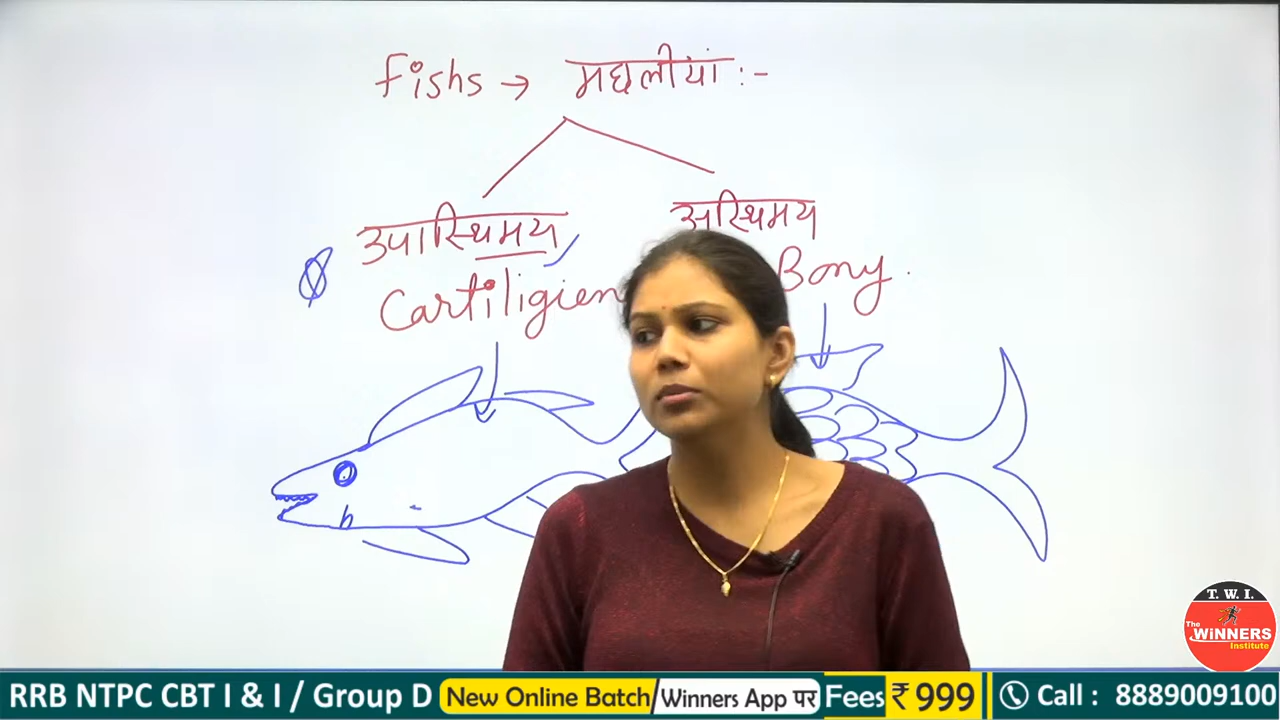 fishs → मछलीयां :-
उपास्थिमय अस्थिमय
Cartiligien Bony.
b
T. W. I.
The
WiNNERS
Institute
RRB NTPC CBT I & I / Group D New Online Batch/Winners App पर Fees ₹ 999 Call : 8889009100